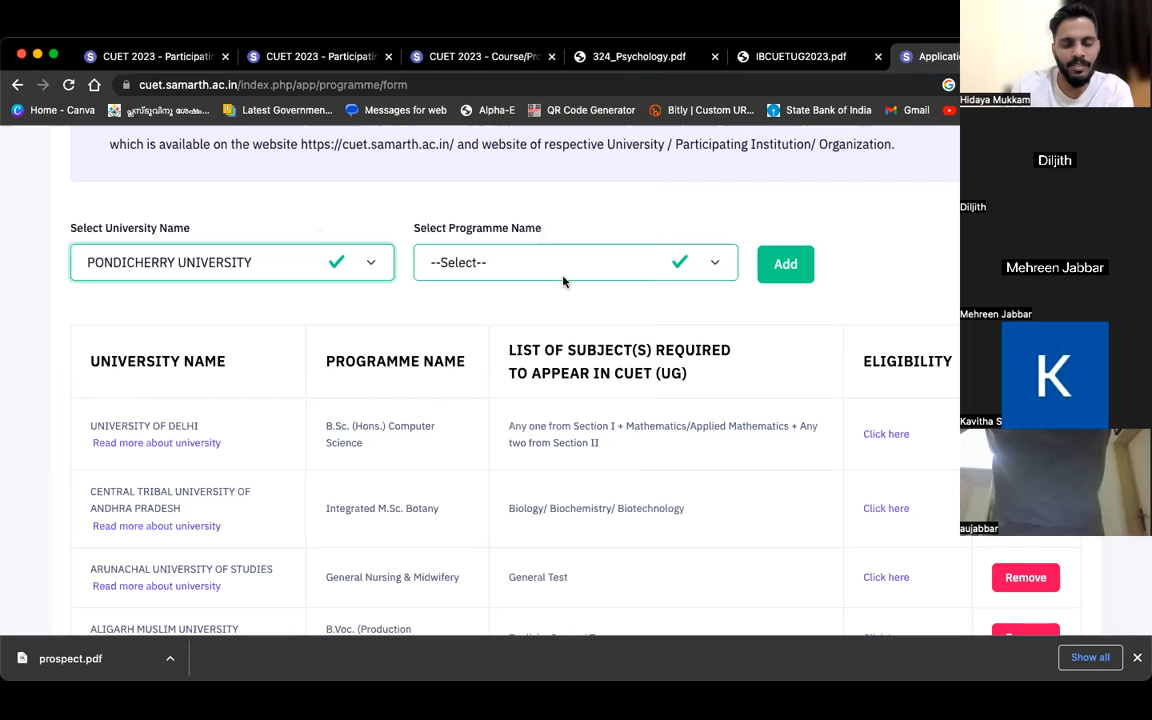 CUET 2023 - Participati
CUET 2023 - Participati
CUET 2023 - Course/Pro
324_Psychology.pdf
IBCUETUG2023.pdf
Applicatio
cuet.samarth.ac.in/index.php/app/programme/form
Home - Canva
പ്ലസ്ടുവിനു ശേഷം...
Latest Governmen...
Messages for web
Alpha-E
QR Code Generator
Bitly | Custom UR...
State Bank of India
Gmail
which is available on the website https://cuet.samarth.ac.in/ and website of respective University / Participating Institution/ Organization.
Select University Name
Select Programme Name
PONDICHERRY UNIVERSITY
--Select--
Add
UNIVERSITY NAME
PROGRAMME NAME
LIST OF SUBJECT(S) REQUIRED
TO APPEAR IN CUET (UG)
ELIGIBILITY
UNIVERSITY OF DELHI
Read more about university
B.Sc. (Hons.) Computer
Science
Any one from Section I + Mathematics/Applied Mathematics + Any
two from Section II
Click here
CENTRAL TRIBAL UNIVERSITY OF
ANDHRA PRADESH
Read more about university
Integrated M.Sc. Botany
Biology/ Biochemistry/ Biotechnology
Click here
ARUNACHAL UNIVERSITY OF STUDIES
Read more about university
General Nursing & Midwifery
General Test
Click here
Remove
ALIGARH MUSLIM UNIVERSITY
B.Voc. (Production
prospect.pdf
Show all
Hidaya Mukkam
Diljith
Diljith
Mehreen Jabbar
Mehreen Jabbar
K
Kavitha S
aujabbar